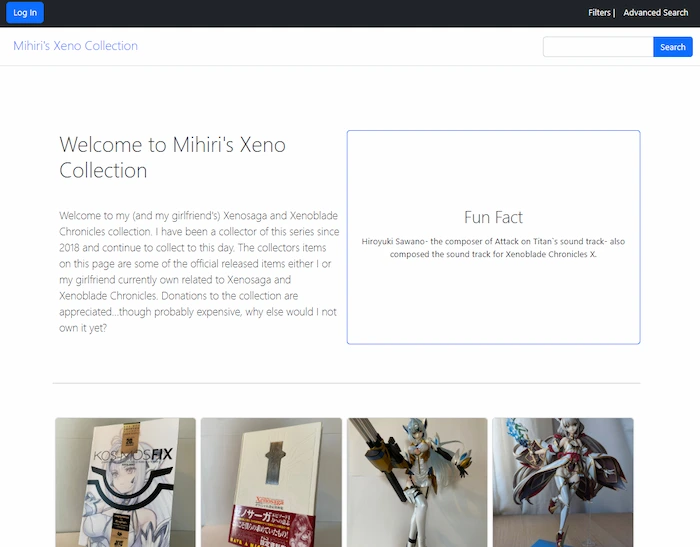 Log In
Filters | Advanced Search
Mihiri's Xeno Collection
Search
Welcome to Mihiri's Xeno
Collection
Welcome to my (and my girlfriend's) Xenosaga and Xenoblade
Chronicles collection. I have been a collector of this series since
2018 and continue to collect to this day. The collectors items
on this page are some of the official released items either I or
my girlfriend currently own related to Xenosaga and
Xenoblade Chronicles. Donations to the collection are
appreciated...though probably expensive, why else would I not
own it yet?
Fun Fact
Hiroyuki Sawano- the composer of Attack on Titan`s sound track- also
composed the sound track for Xenoblade Chronicles X.
KOS-MOSFIX
Xenosaga
ノサーガ